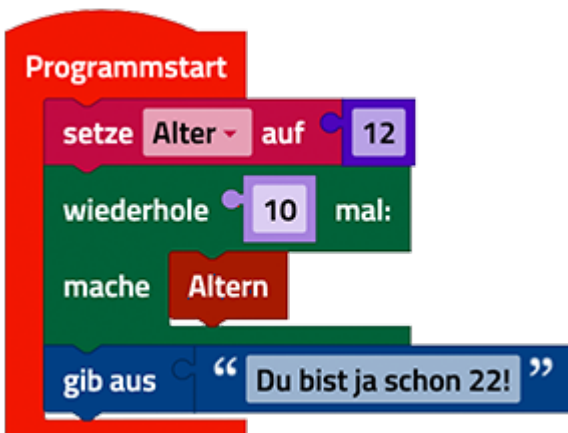 Programmstart
setze Alter auf 12
wiederhole 10 mal:
mache Altern
gib aus “ Du bist ja schon 22! ”